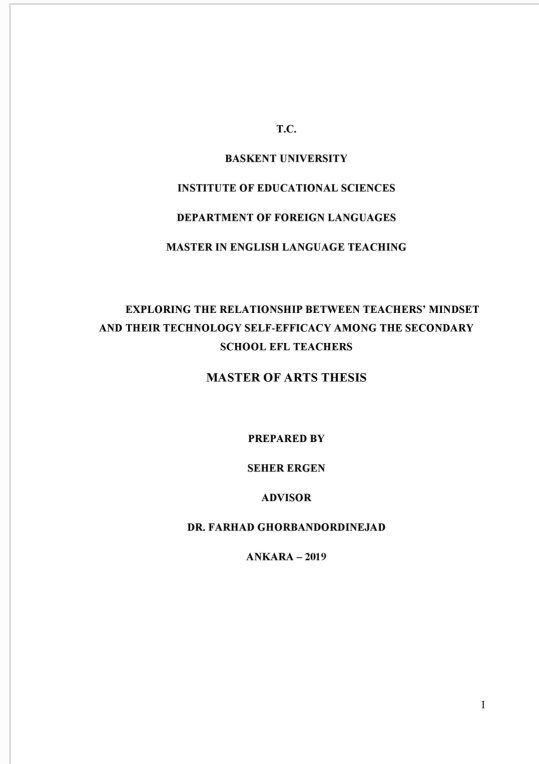 T.C.
BASKENT UNIVERSITY
INSTITUTE OF EDUCATIONAL SCIENCES
DEPARTMENT OF FOREIGN LANGUAGES
MASTER IN ENGLISH LANGUAGE TEACHING
EXPLORING THE RELATIONSHIP BETWEEN TEACHERS’ MINDSET
AND THEIR TECHNOLOGY SELF-EFFICACY AMONG THE SECONDARY
SCHOOL EFL TEACHERS
MASTER OF ARTS THESIS
PREPARED BY
SEHER ERGEN
ADVISOR
DR. FARHAD GHORBANDORDINEJAD
ANKARA – 2019
I